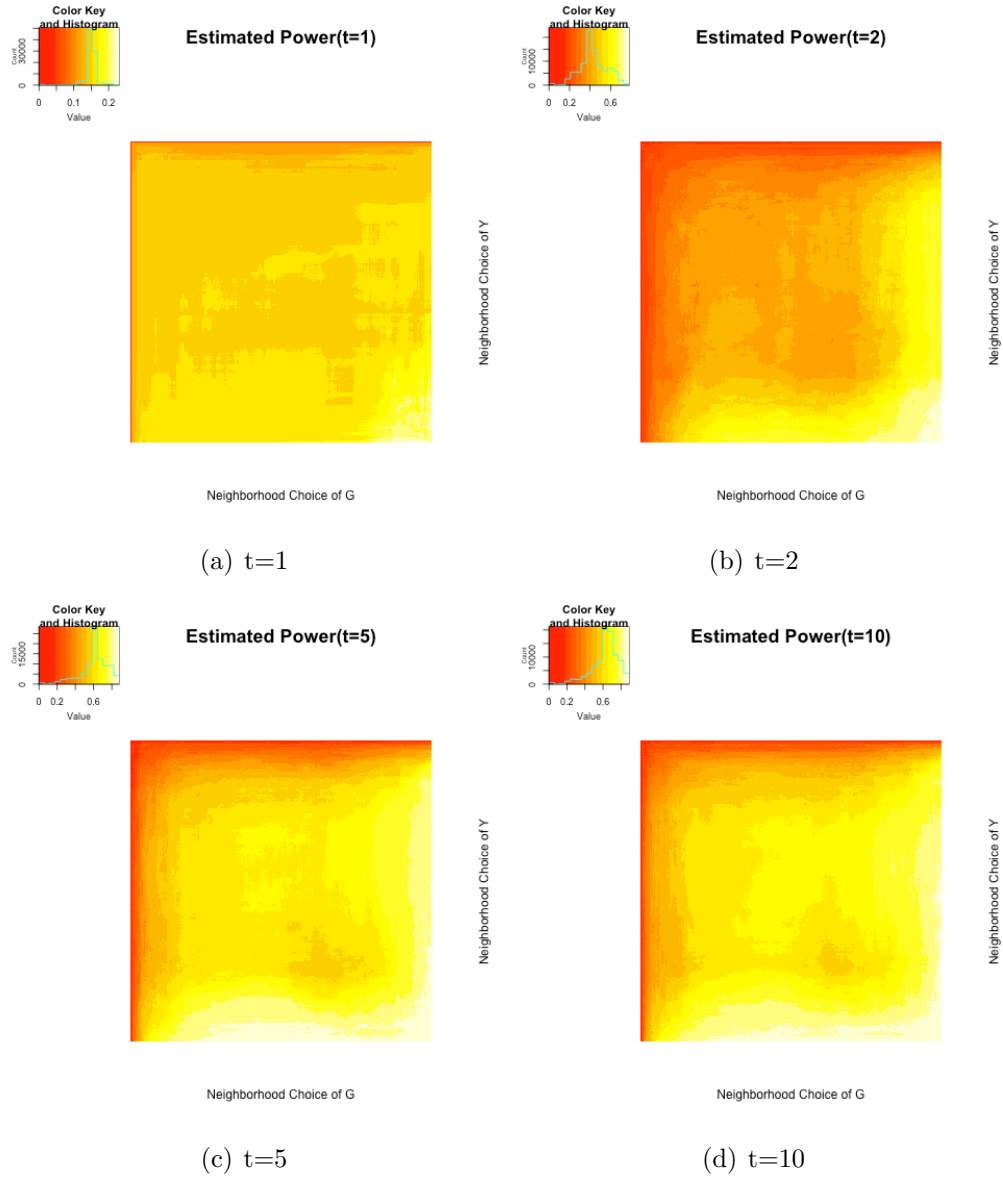 Color Key
and Histogram
Estimated Power(t=1)
Count
0 30000
0 0.1 0.2
Value
Neighborhood Choice of Y
Neighborhood Choice of G
(a) t=1
Color Key
and Histogram
Estimated Power(t=2)
Count
0 10000
0 0.2 0.6
Value
Neighborhood Choice of Y
Neighborhood Choice of G
(b) t=2
Color Key
and Histogram
Estimated Power(t=5)
Count
0 15000
0 0.2 0.6
Value
Neighborhood Choice of Y
Neighborhood Choice of G
(c) t=5
Color Key
and Histogram
Estimated Power(t=10)
Count
0 10000
0 0.2 0.6
Value
Neighborhood Choice of Y
Neighborhood Choice of G
(d) t=10